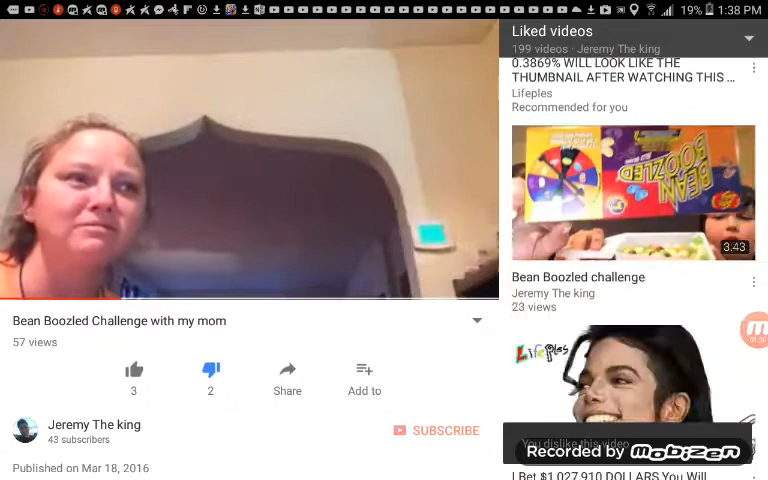 19% 1:38 PM
Liked videos
199 videos · Jeremy The king
0.3869% WILL LOOK LIKE THE
THUMBNAIL AFTER WATCHING THIS ...
Lifeples
Recommended for you
BEAN
BOOZLED
3:43
Bean Boozled challenge
Jeremy The king
23 views
Bean Boozled Challenge with my mom
57 views
3
2
Share
Add to
Lifeples
Jeremy The king
43 subscribers
SUBSCRIBE
You dislike this video
Recorded by mobizen
Published on Mar 18, 2016
I Bet $1,027,910 DOLLARS You Will